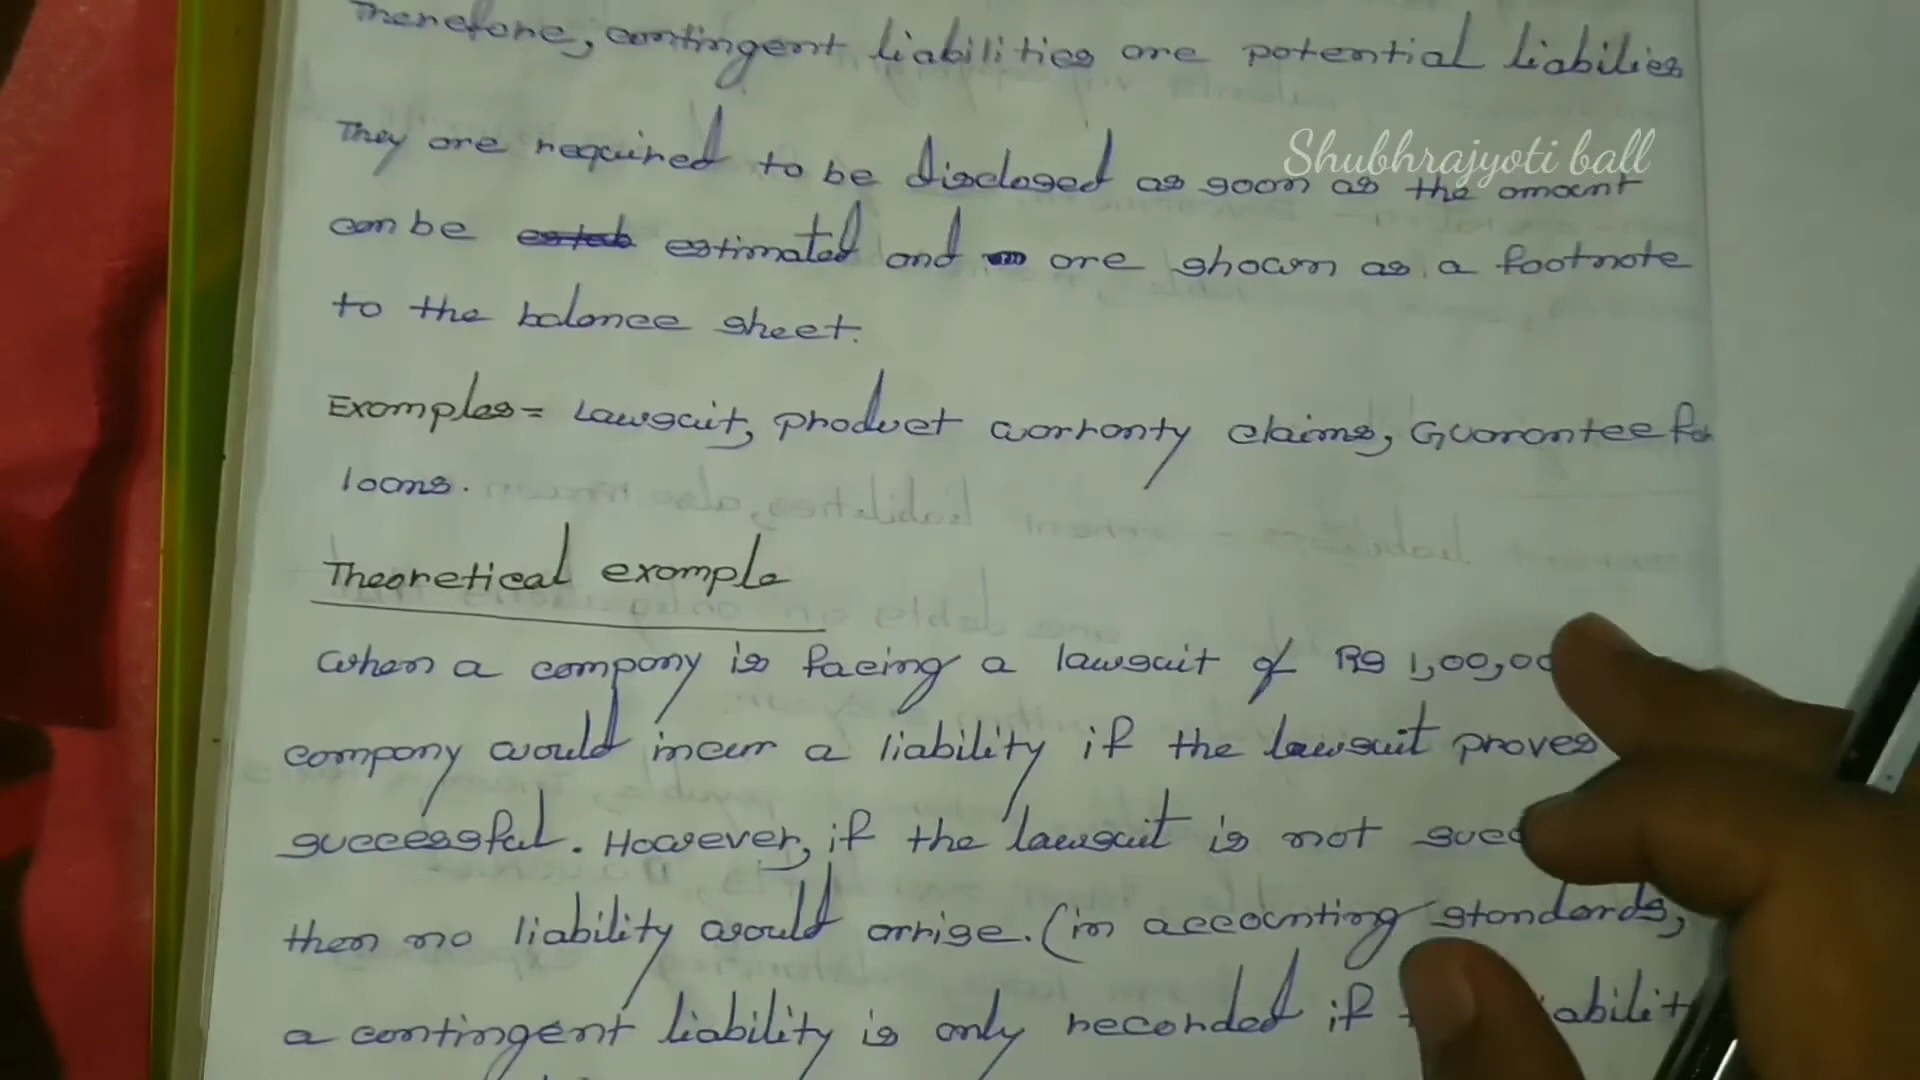 Therefore, contingent liabilities are potential liabilies
They are required to be disclosed as soon as the amount
Shubhrajyoti ball
can be estab estimated and are shown as a footnote
to the balance sheet.
Examples= Lawsuit, product warranty claims, Guarantee for
loans.
Theoretical example
When a company is facing a lawsuit of Rs 1,00,00
company would incur a liability if the lawsuit proves
successful. However, if the lawsuit is not succ
then no liability would arrise. (in accounting standards,
a contingent liability is only recorded if